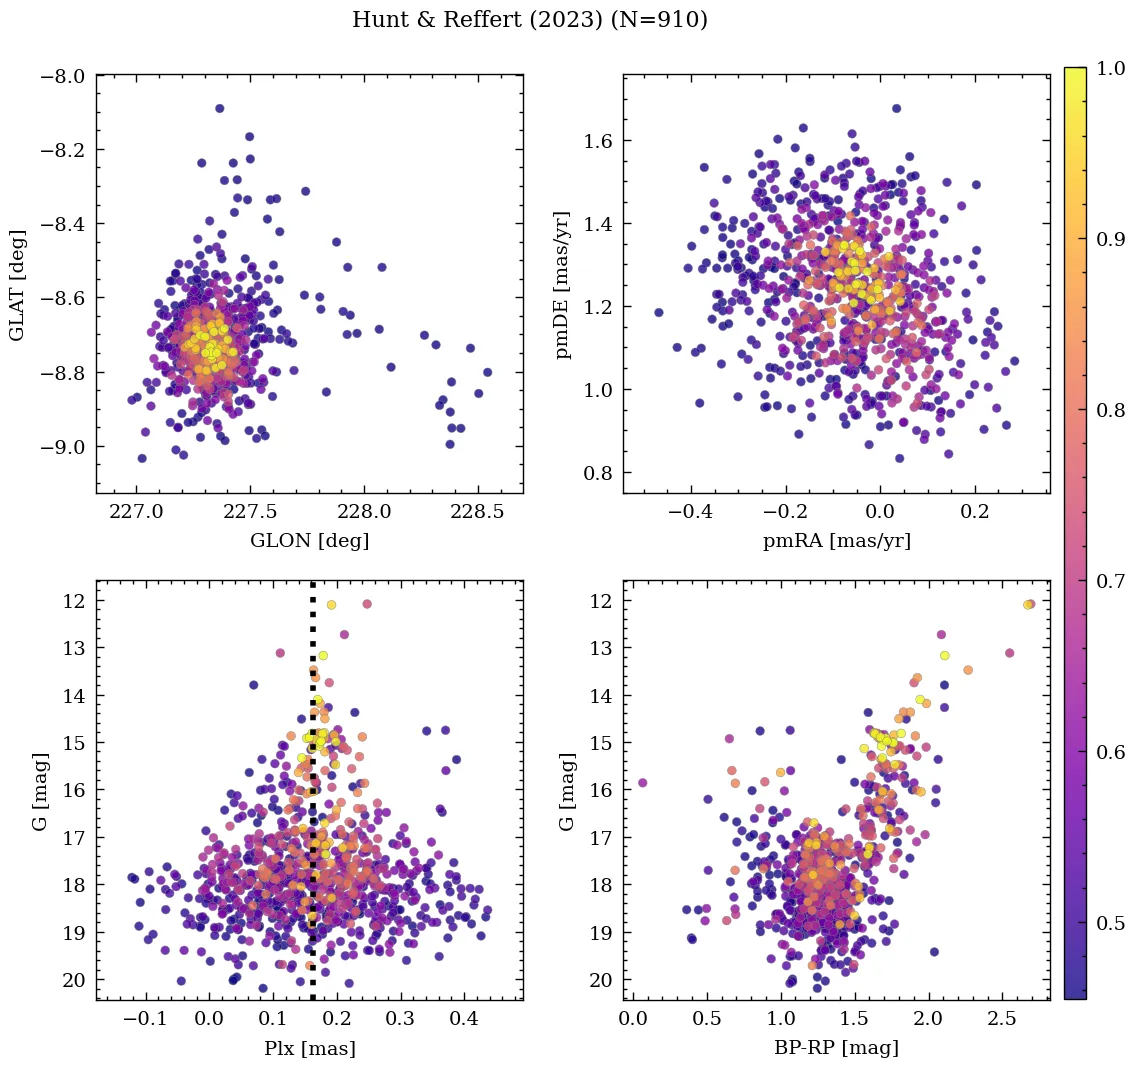 Hunt & Reffert (2023) (N=910)
−8.0
−8.2
−8.4
−8.6
−8.8
−9.0
GLAT [deg]
227.0 227.5 228.0 228.5
GLON [deg]
1.6
1.4
1.2
1.0
0.8
pmDE [mas/yr]
−0.4 −0.2 0.0 0.2
pmRA [mas/yr]
1.0
0.9
0.8
0.7
0.6
0.5
12
13
14
15
16
17
18
19
20
G [mag]
−0.1 0.0 0.1 0.2 0.3 0.4
Plx [mas]
12
13
14
15
16
17
18
19
20
G [mag]
0.0 0.5 1.0 1.5 2.0 2.5
BP-RP [mag]